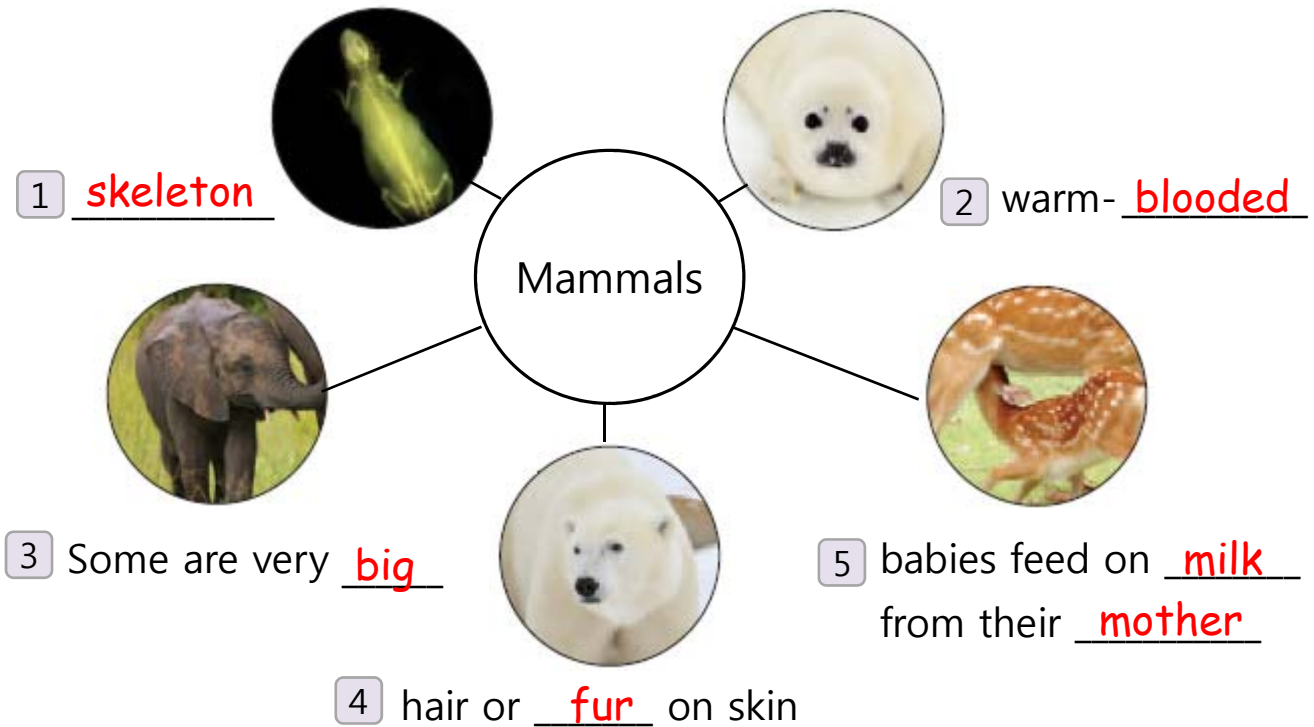 1 skeleton
2 warm- blooded
Mammals
3 Some are very big
5 babies feed on milk
from their mother
4 hair or fur on skin